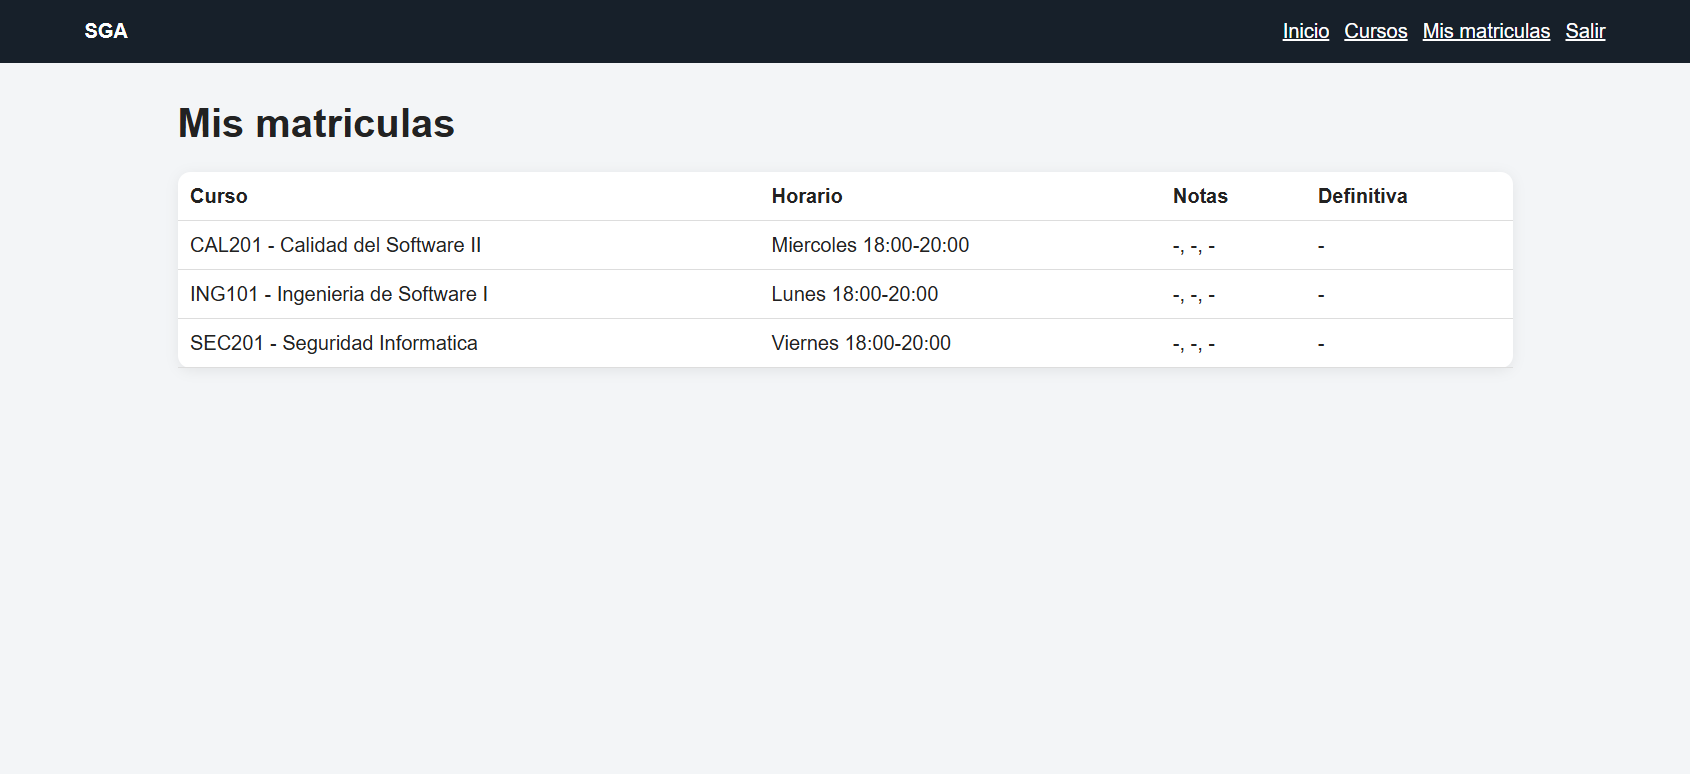 SGA Inicio Cursos Mis matriculas Salir
Mis matriculas
Curso Horario Notas Definitiva
CAL201 - Calidad del Software II Miercoles 18:00-20:00 -, -, - -
ING101 - Ingenieria de Software I Lunes 18:00-20:00 -, -, - -
SEC201 - Seguridad Informatica Viernes 18:00-20:00 -, -, - -